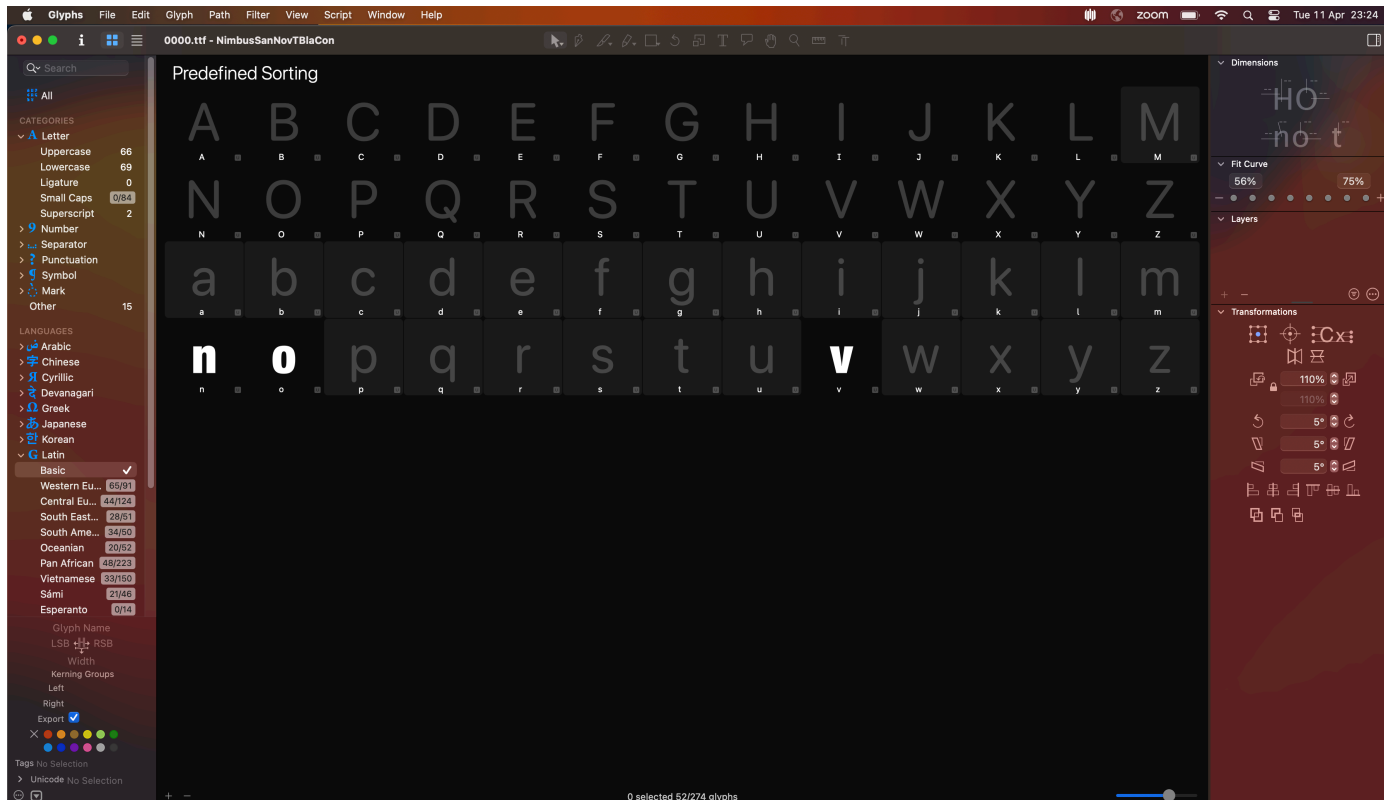 Glyphs File Edit Glyph Path Filter View Script Window Help zoom Tue 11 Apr 23:24
0000.ttf - NimbusSanNovTBlaCon
Search
All
CATEGORIES
Letter
Uppercase 66
Lowercase 69
Ligature 0
Small Caps 0/84
Superscript 2
Number
Separator
Punctuation
Symbol
Mark
Other 15
LANGUAGES
Arabic
字 Chinese
Я Cyrillic
Devanagari
Ω Greek
あ Japanese
한 Korean
G Latin
Basic
Western Eu... 65/91
Central Eu... 44/124
South East... 28/51
South Ame... 34/50
Oceanian 20/52
Pan African 48/223
Vietnamese 33/150
Sámi 21/46
Esperanto 0/14
Glyph Name
LSB H RSB
Width
Kerning Groups
Left
Right
Export
Tags No Selection
Unicode No Selection
Predefined Sorting
A B C D E F G H I J K L M
A B C D E F G H I J K L M
N O P Q R S T U V W X Y Z
N O P Q R S T U V W X Y Z
a b c d e f g h i j k l m
a b c d e f g h i j k l m
n o p q r s t u v w x y z
n o p q r s t u v w x y z
0 selected 52/274 glyphs
Dimensions
HO
no t
Fit Curve
56% 75%
Layers
Transformations
110%
110%
5°
5°
5°